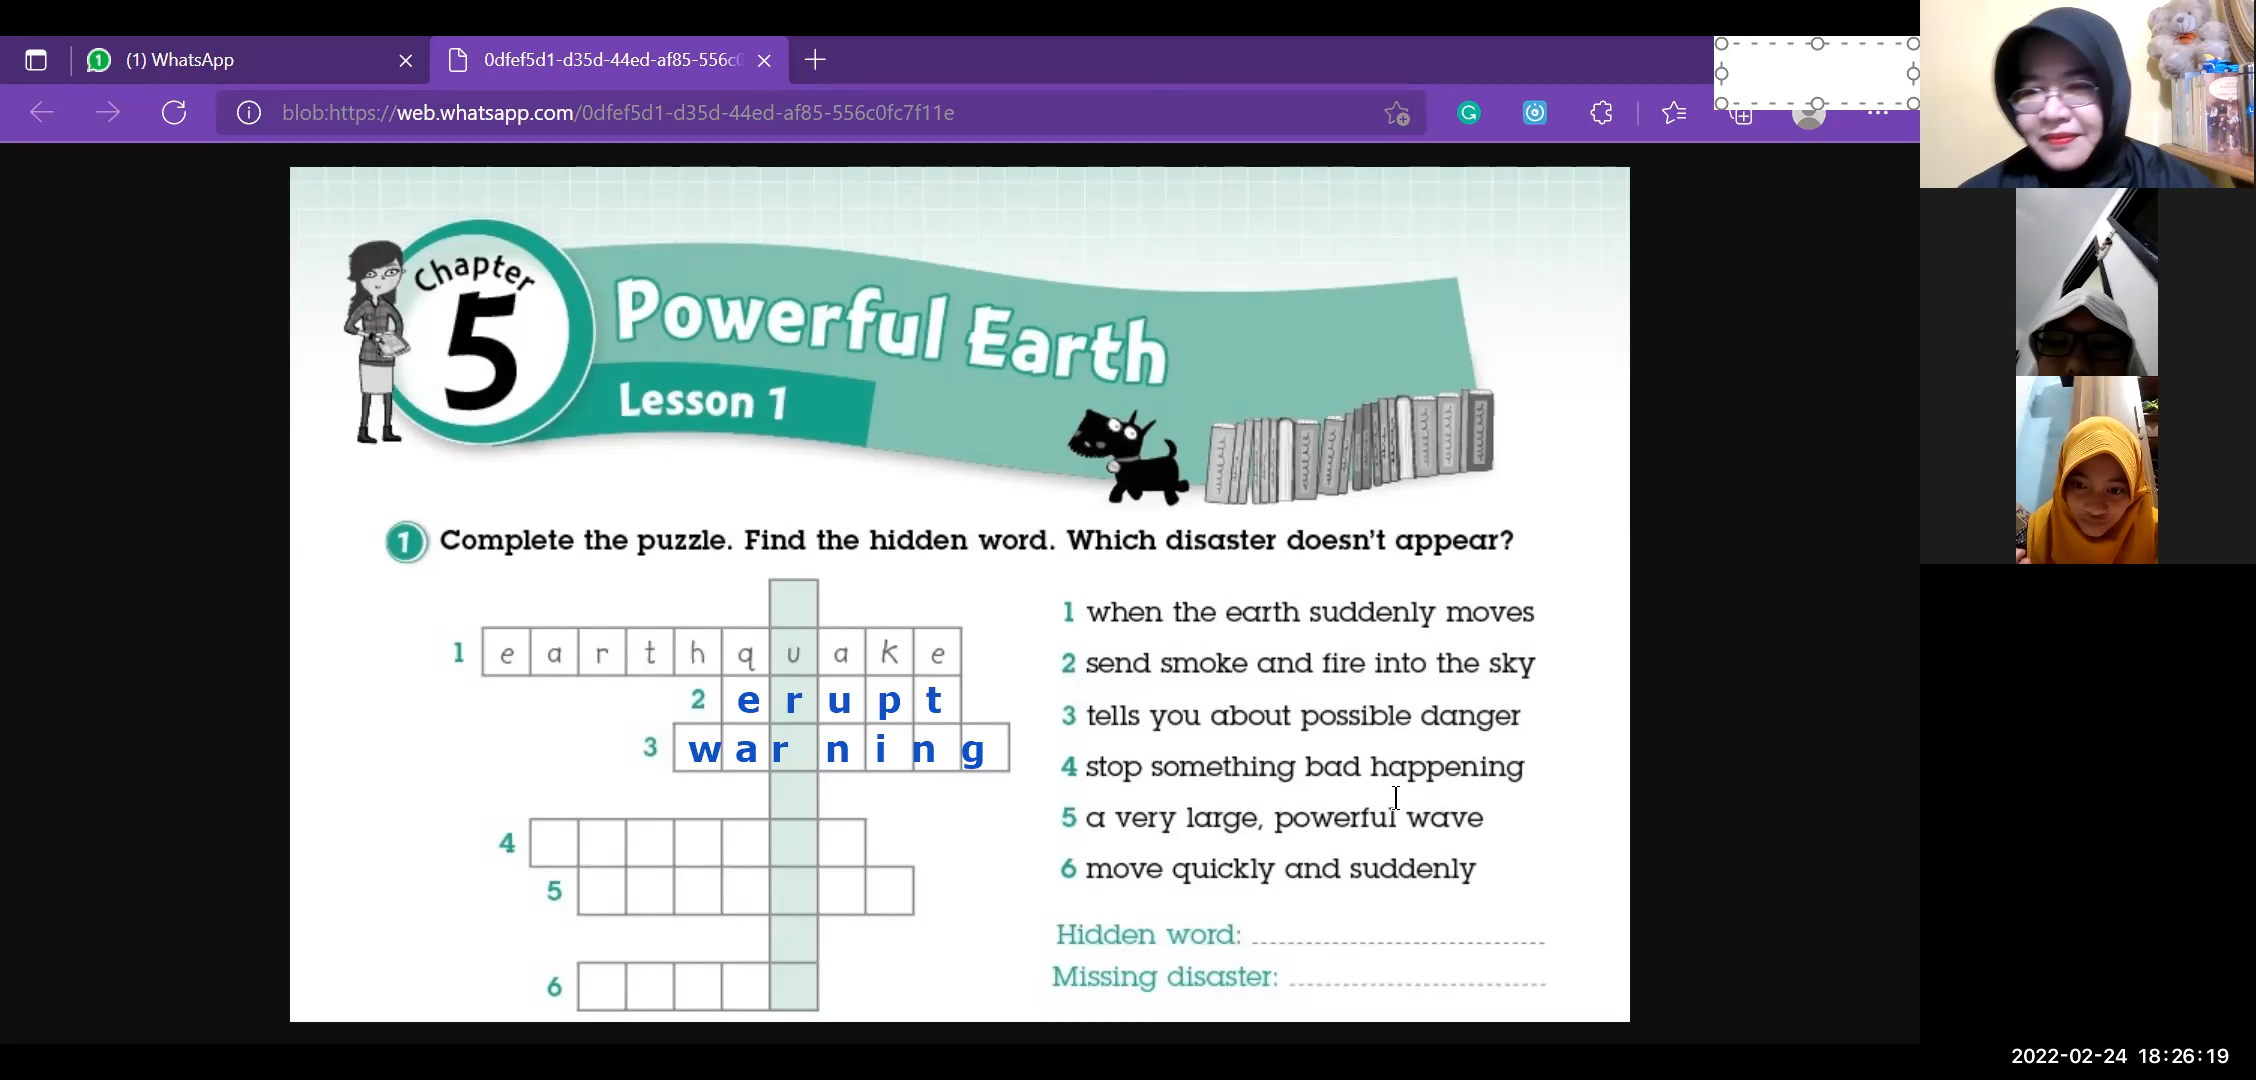 (1) WhatsApp
0dfef5d1-d35d-44ed-af85-556c0
blob:https://web.whatsapp.com/0dfef5d1-d35d-44ed-af85-556c0fc7f11e
Chapter
5
Powerful Earth
Lesson 1
1 Complete the puzzle. Find the hidden word. Which disaster doesn't appear?
1 e a r t h q u a k e
2 e r u p t
3 w a r n i n g
4
5
6
1 when the earth suddenly moves
2 send smoke and fire into the sky
3 tells you about possible danger
4 stop something bad happening
5 a very large, powerful wave
6 move quickly and suddenly
Hidden word:
Missing disaster:
2022-02-24 18:26:19